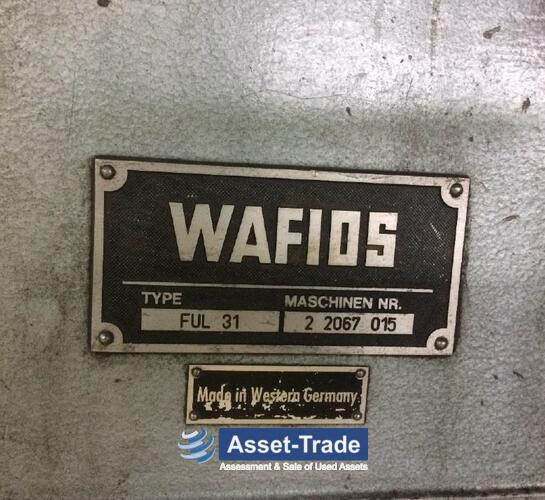 WAFIOS
TYPE MASCHINEN NR.
FUL 31 2 2067 015
Made in Western Germany
Asset-Trade
Assessment & Sale of Used Assets